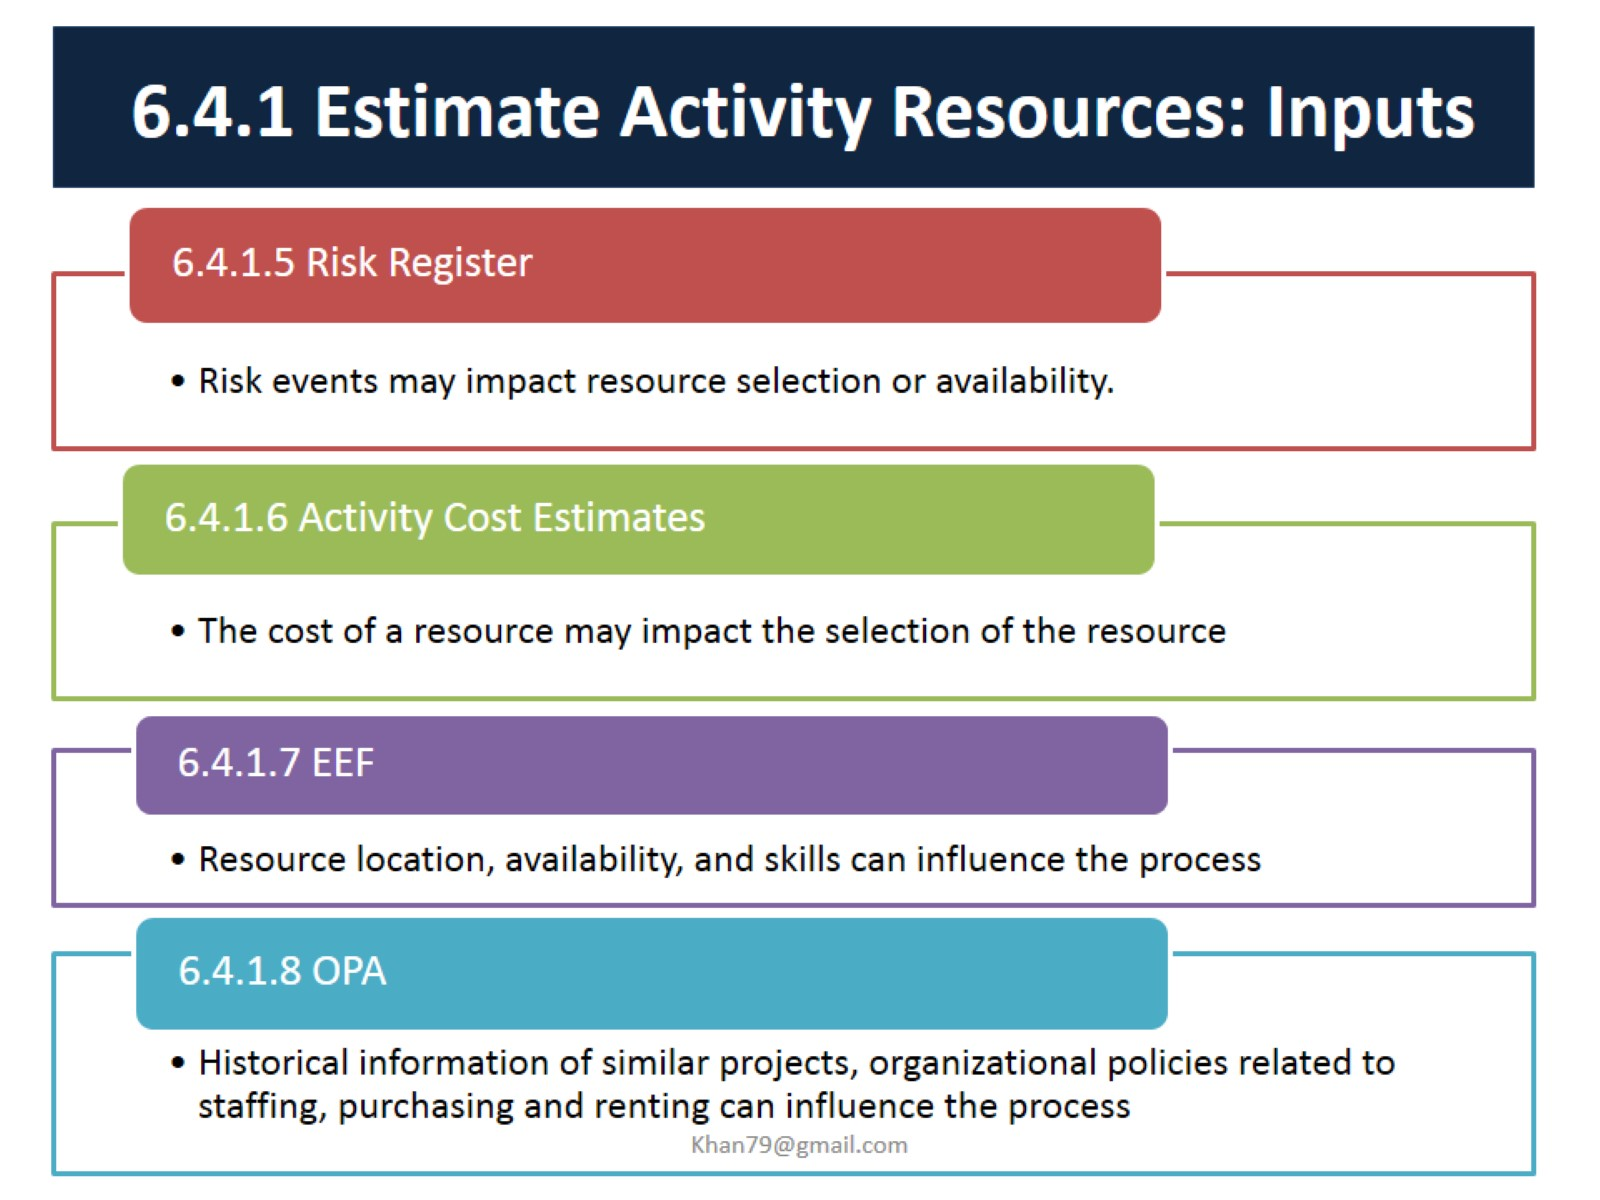 6.4.1 Estimate Activity Resources: Inputs
6.4.1.5 Risk Register
• Risk events may impact resource selection or availability.
6.4.1.6 Activity Cost Estimates
• The cost of a resource may impact the selection of the resource
6.4.1.7 EEF
• Resource location, availability, and skills can influence the process
6.4.1.8 OPA
• Historical information of similar projects, organizational policies related to
staffing, purchasing and renting can influence the process
Khan79@gmail.com